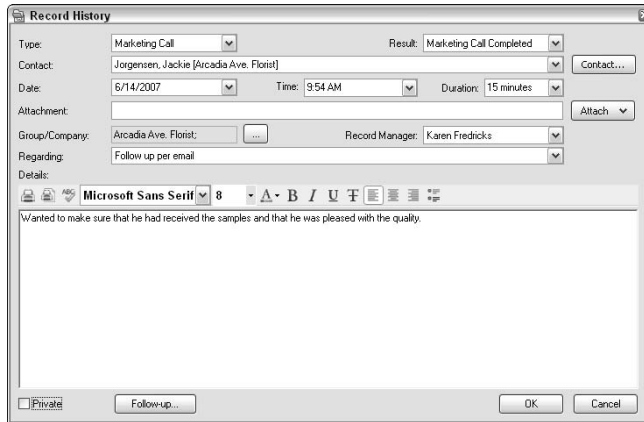 Record History
Type: Marketing Call Result: Marketing Call Completed
Contact: Jorgensen, Jackie [Arcadia Ave. Florist] Contact...
Date: 6/14/2007 Time: 9:54 AM Duration: 15 minutes
Attachment: Attach
Group/Company: Arcadia Ave. Florist; ... Record Manager: Karen Fredricks
Regarding: Follow up per email
Details:
ABC Microsoft Sans Serif 8 A B I U T
Wanted to make sure that he had received the samples and that he was pleased with the quality.
Private Follow-up... OK Cancel